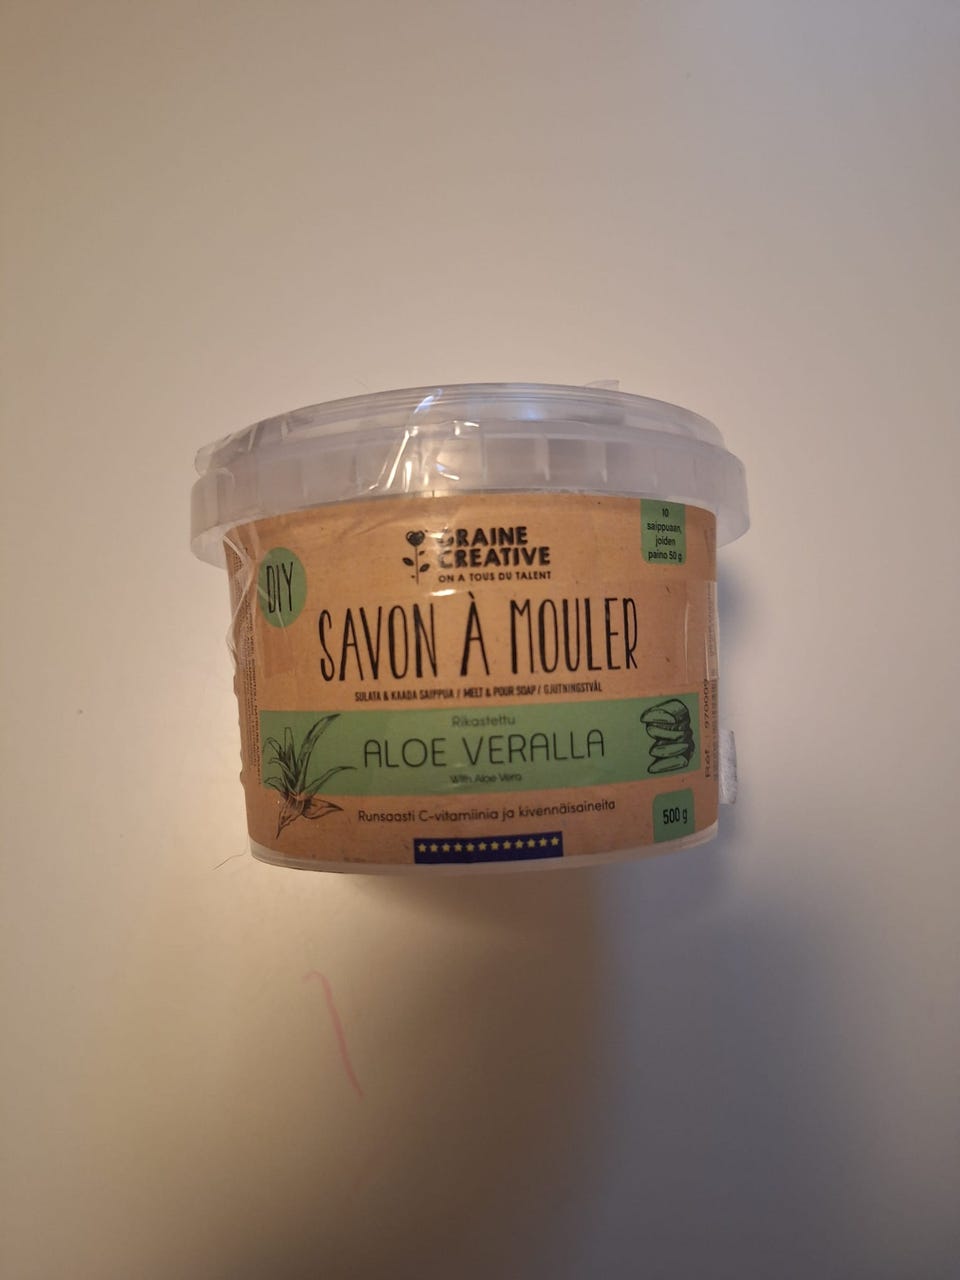 GRAINE
CREATIVE
ON A TOUS DU TALENT
10
saippuaan,
joiden
paino 50 g
DIY
SAVON À MOULER
SULATA & KAADA SAIPPUA / MELT & POUR SOAP / GJUTNINGSTVÅL
Rikastettu
ALOE VERALLA
With Aloe Vera
Runsaasti C-vitamiinia ja kivennäisaineita
500 g